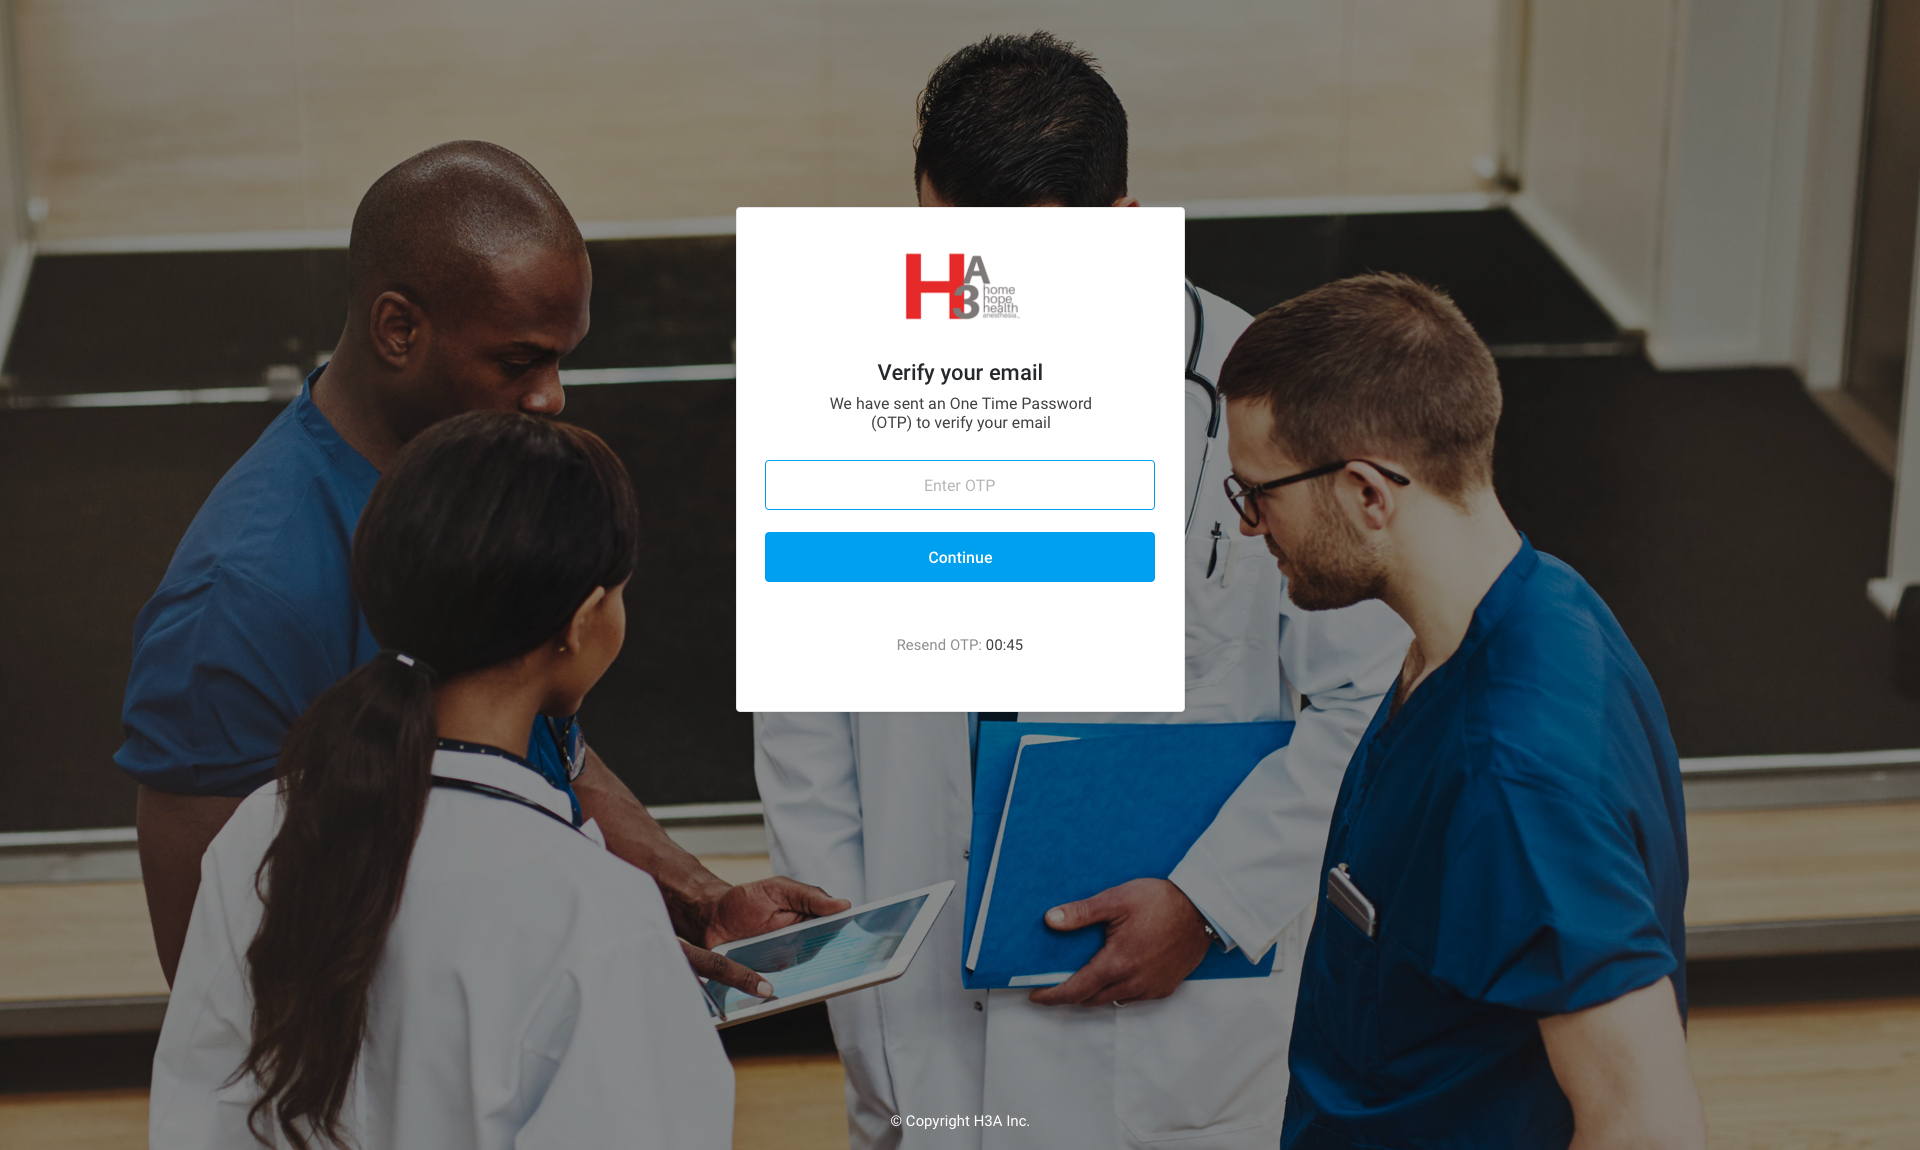 HA3
home
hope
health
anesthesia
Verify your email
We have sent an One Time Password
(OTP) to verify your email
Enter OTP
Continue
Resend OTP: 00:45
© Copyright H3A Inc.